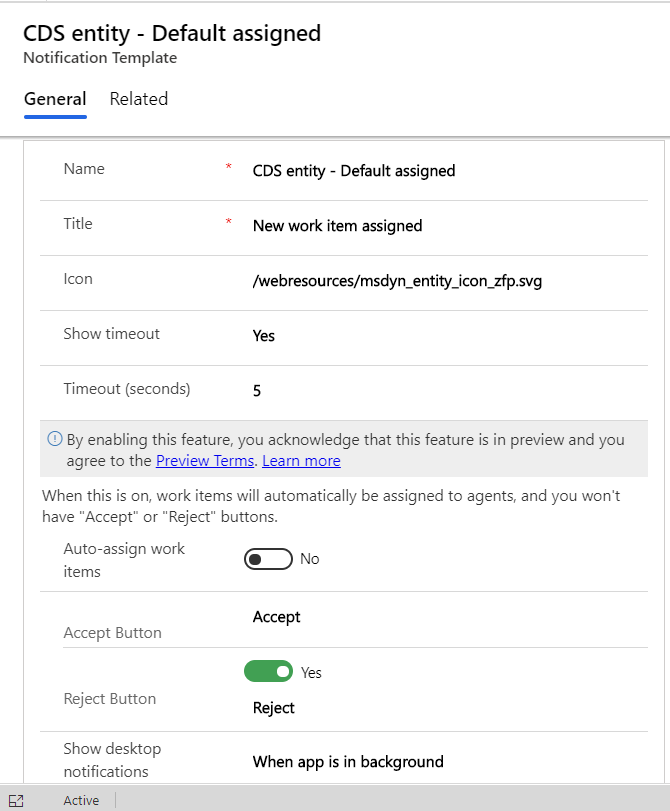 CDS entity - Default assigned
Notification Template
General Related
Name * CDS entity - Default assigned
Title * New work item assigned
Icon /webresources/msdyn_entity_icon_zfp.svg
Show timeout Yes
Timeout (seconds) 5
By enabling this feature, you acknowledge that this feature is in preview and you
agree to the Preview Terms. Learn more
When this is on, work items will automatically be assigned to agents, and you won't
have "Accept" or "Reject" buttons.
Auto-assign work
items
No
Accept
Accept Button
Yes
Reject Button
Reject
Show desktop
notifications
When app is in background
Active